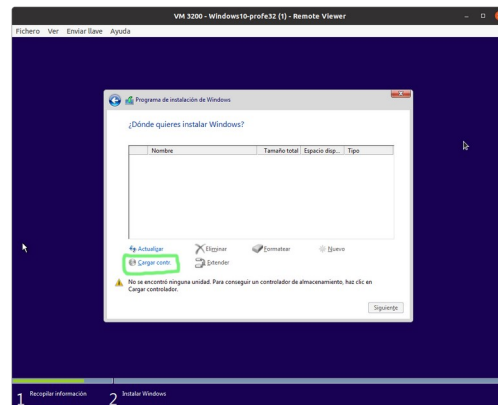 VM 3200 - Windows10-profe32 (1) - Remote Viewer
Fichero Ver Enviar llave Ayuda
Programa de instalación de Windows
¿Dónde quieres instalar Windows?
Nombre Tamaño total Espacio disp... Tipo
Actualizar Eliminar Formatear Nuevo
Cargar contr. Extender
No se encontró ninguna unidad. Para conseguir un controlador de almacenamiento, haz clic en
Cargar controlador.
Siguiente
1 Recopilar información 2 Instalar Windows